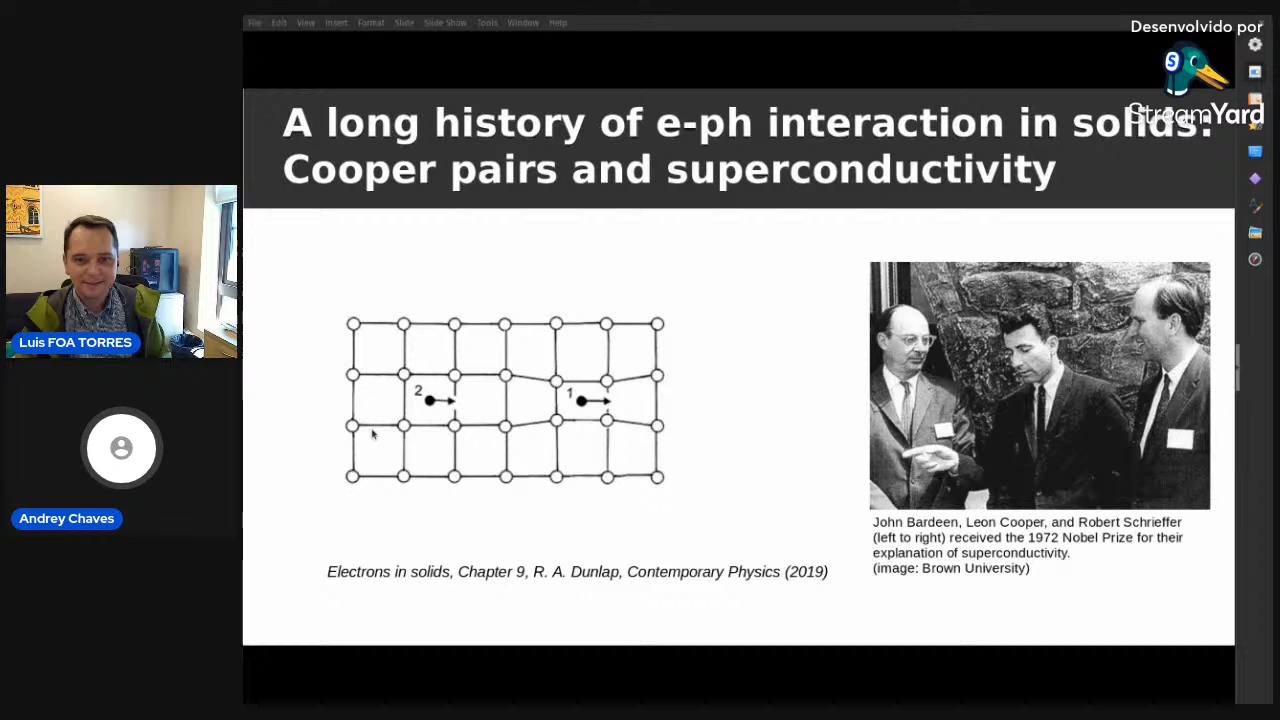 File Edit View Insert Format Slide Slide Show Tools Window Help
Desenvolvido por
S
StreamYard
A long history of e-ph interaction in solids:
Cooper pairs and superconductivity
2
1
Luis FOA TORRES
Andrey Chaves
Electrons in solids, Chapter 9, R. A. Dunlap, Contemporary Physics (2019)
John Bardeen, Leon Cooper, and Robert Schrieffer
(left to right) received the 1972 Nobel Prize for their
explanation of superconductivity.
(image: Brown University)